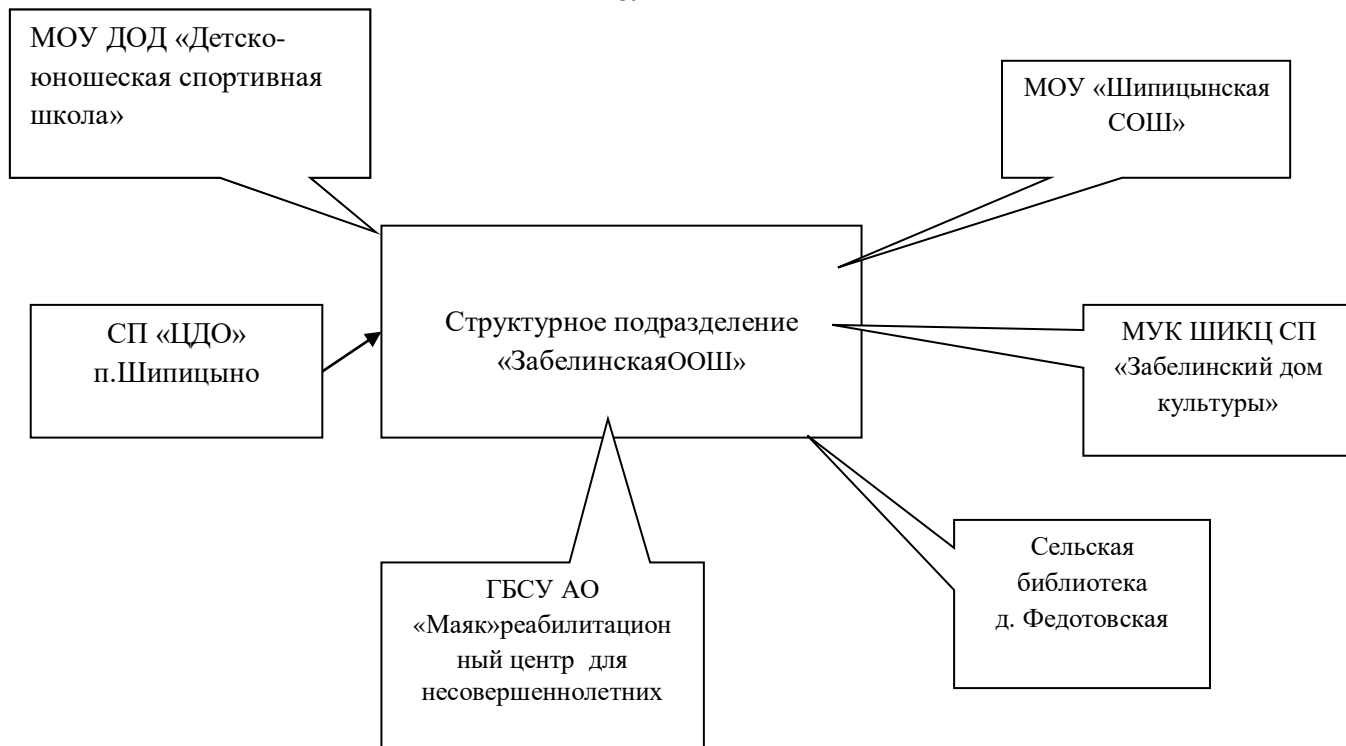 МОУ ДОД «Детско-
юношеская спортивная
школа»
МОУ «Шипицынская
СОШ»
Структурное подразделение
«ЗабелинскаяООШ»
СП «ЦДО»
п.Шипицыно
МУК ШИКЦ СП
«Забелинский дом
культуры»
Сельская
библиотека
д. Федотовская
ГБСУ АО
«Маяк»реабилитацион
ный центр для
несовершеннолетних